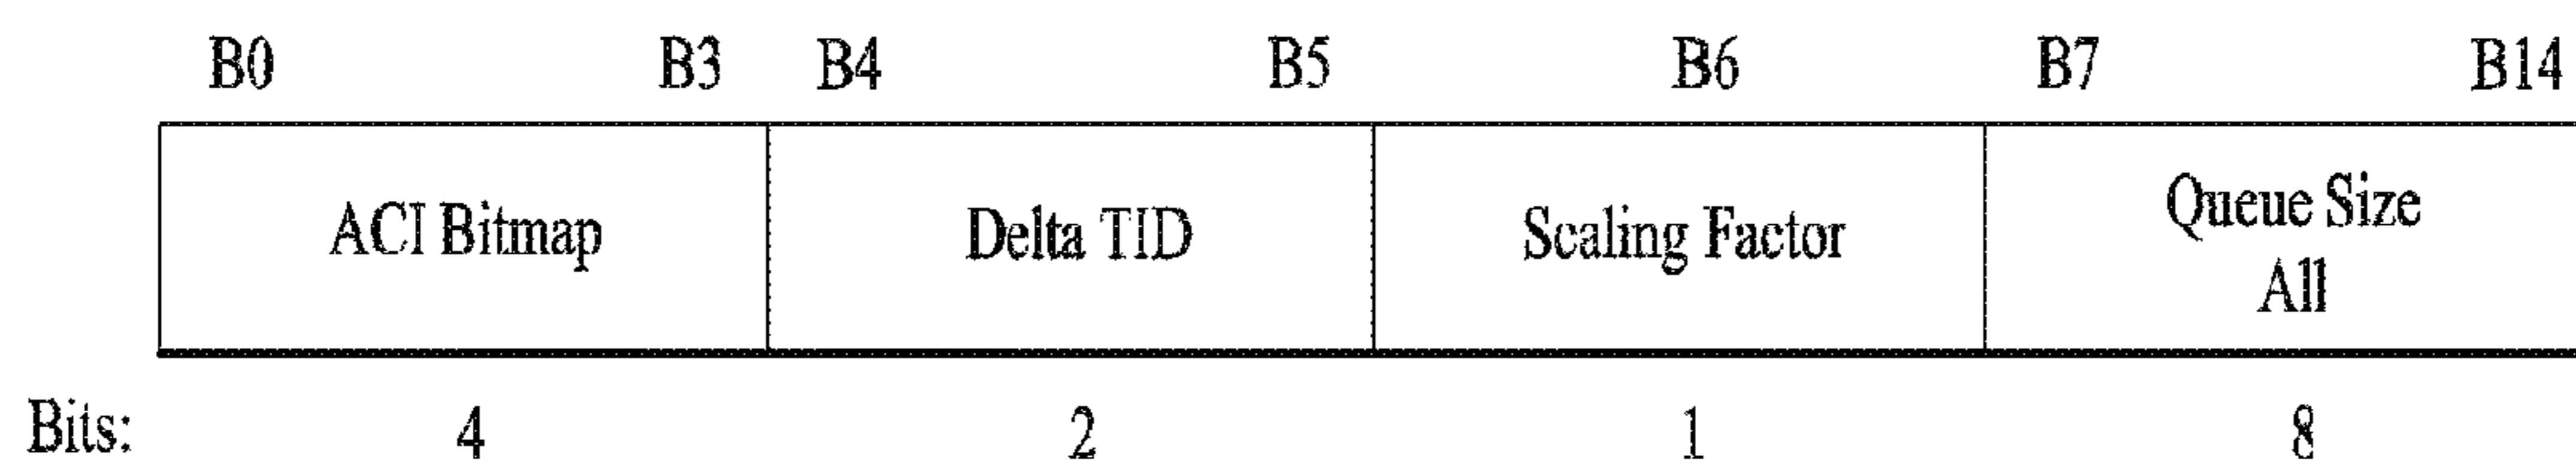 B0 B3 B4 B5 B6 B7 B14
ACI Bitmap Delta TID Scaling Factor Queue Size
All
Bits: 4 2 1 8